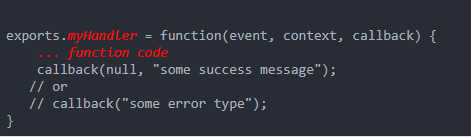 exports.myHandler = function(event, context, callback) {
    ... function code
    callback(null, "some success message");
   // or
   // callback("some error type");
}